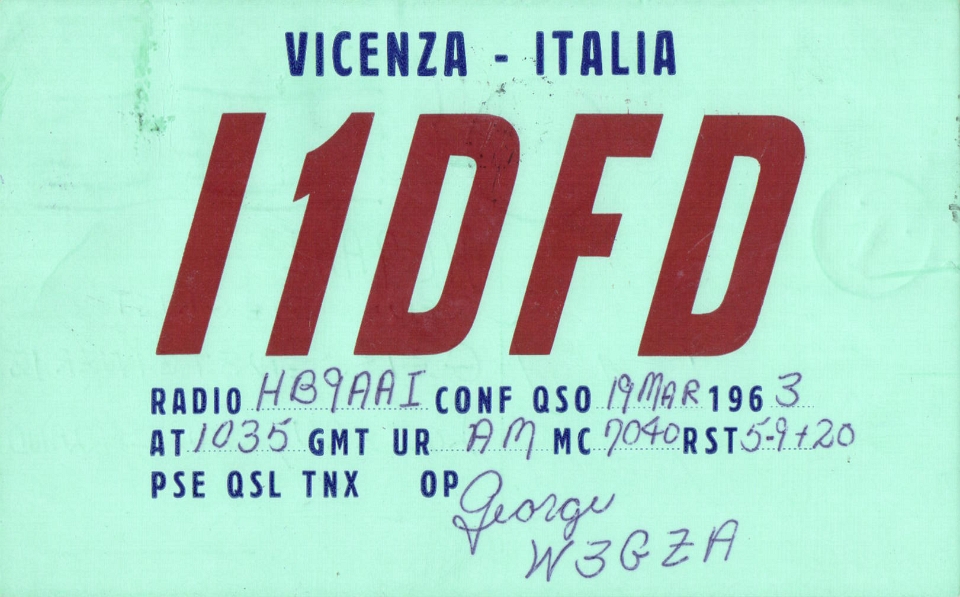 VICENZA - ITALIA
I1DFD
RADIO HB9AAI CONF QSO 19 MAR 1963
AT 1035 GMT UR AM MC 7040 RST 5-9+20
PSE QSL TNX OP George
W3GZA